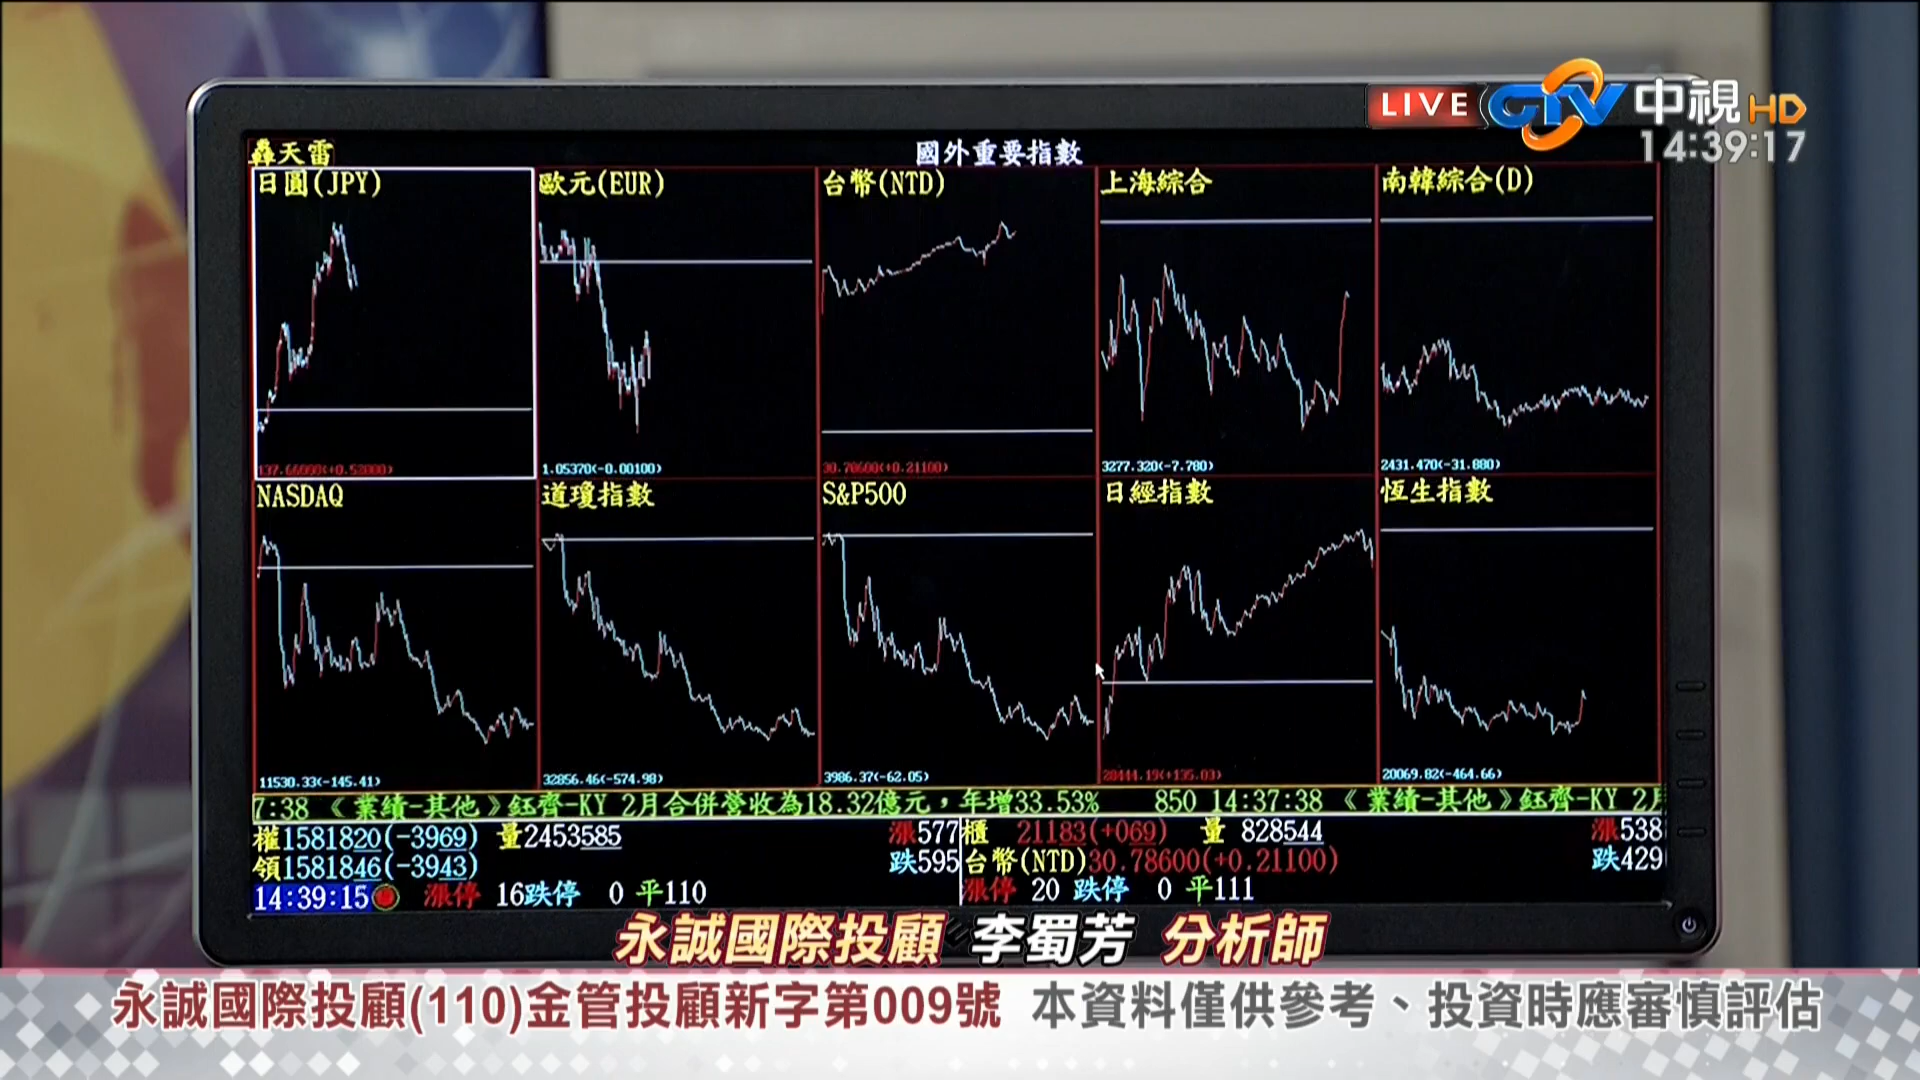 LIVE CTV 中視 HD
14:39:17
轟天雷
國外重要指數
日圓(JPY)
歐元(EUR)
台幣(NTD)
上海綜合
南韓綜合(D)
1.05370(-0.00100)
30.78600(+0.21100)
3277.320(-7.780)
2431.470(-31.880)
NASDAQ
道瓊指數
S&P500
日經指數
恆生指數
11530.33(-145.41)
32856.46(-574.98)
3986.37(-62.05)
20069.82(-464.66)
7:38 《業績-其他》鈺齊-KY 2月合併營收為18.32億元，年增33.53% 850 14:37:38 《業績-其他》鈺齊-KY 2月
權1581820(-3969) 量2453585 漲577
櫃 21183(+069) 量 828544 漲538
領1581846(-3943) 跌595
台幣(NTD)30.78600(+0.21100) 跌429
14:39:15 漲停 16跌停 0 平110
漲停 20 跌停 0 平111
永誠國際投顧 李蜀芳 分析師
永誠國際投顧(110)金管投顧新字第009號 本資料僅供參考、投資時應審慎評估